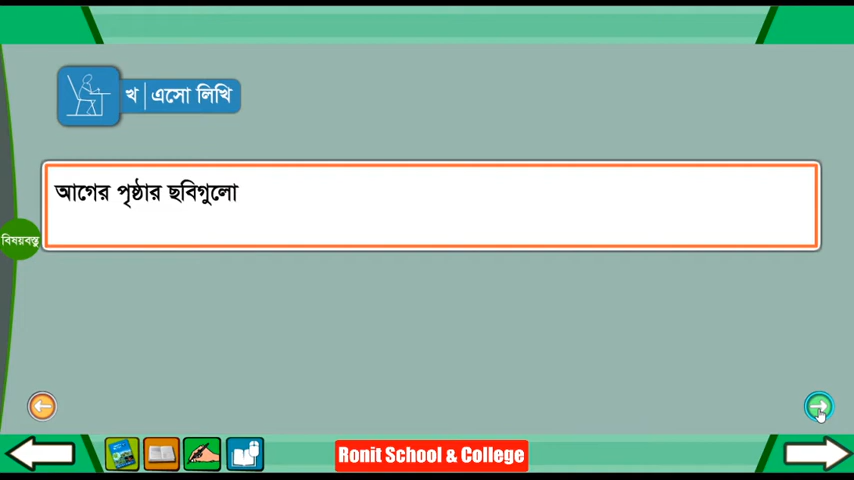 খ | এসো লিখি
আগের পৃষ্ঠার ছবিগুলো
বিষয়বস্তু
Ronit School & College